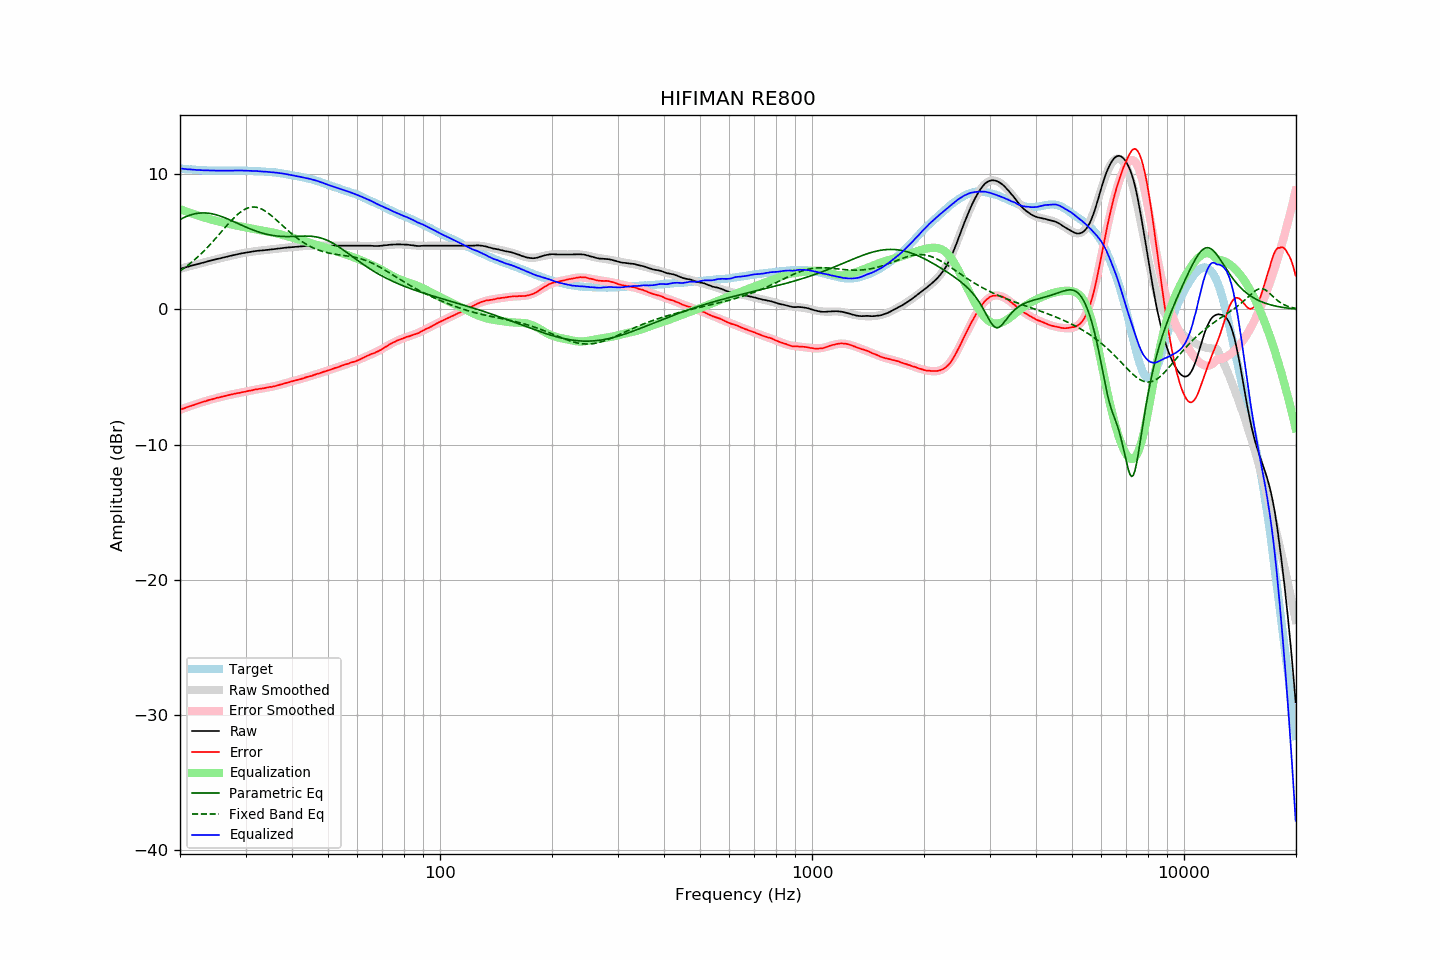 HIFIMAN RE800
Amplitude (dBr)
10
0
−10
−20
−30
−40
Target
Raw Smoothed
Error Smoothed
Raw
Error
Equalization
Parametric Eq
Fixed Band Eq
Equalized
100
1000
10000
Frequency (Hz)